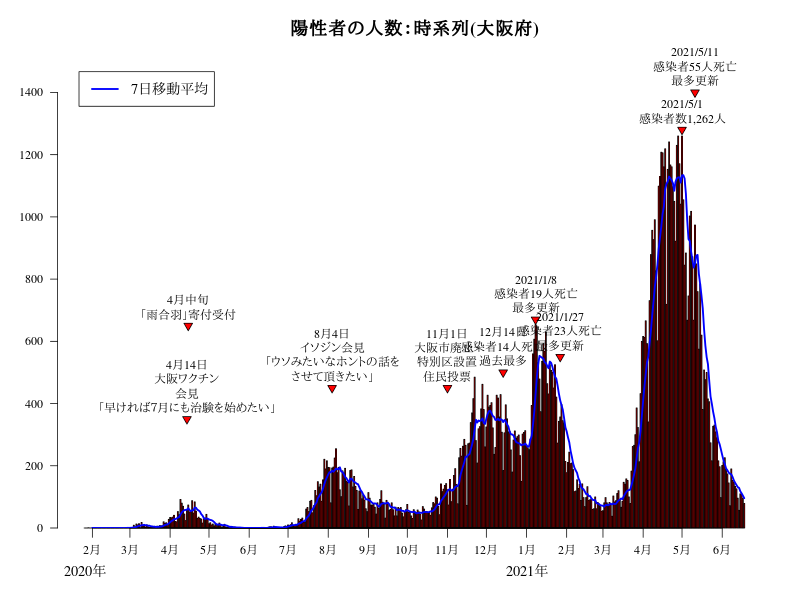 陽性者の人数：時系列(大阪府)
7日移動平均
2021/5/11
感染者55人死亡
最多更新
2021/5/1
感染者数1,262人
2021/1/8
感染者19人死亡
最多更新
2021/1/27
感染者23人死亡
最多更新
12月14日
感染者14人死亡
過去最多
11月1日
大阪市廃止
特別区設置
住民投票
8月4日
イソジン会見
「ウソみたいなホントの話を
させて頂きたい」
4月中旬
「雨合羽」寄付受付
4月14日
大阪ワクチン
会見
「早ければ7月にも治験を始めたい」
1400
1200
1000
800
600
400
200
0
2月 3月 4月 5月 6月 7月 8月 9月 10月 11月 12月 1月 2月 3月 4月 5月 6月
2020年 2021年